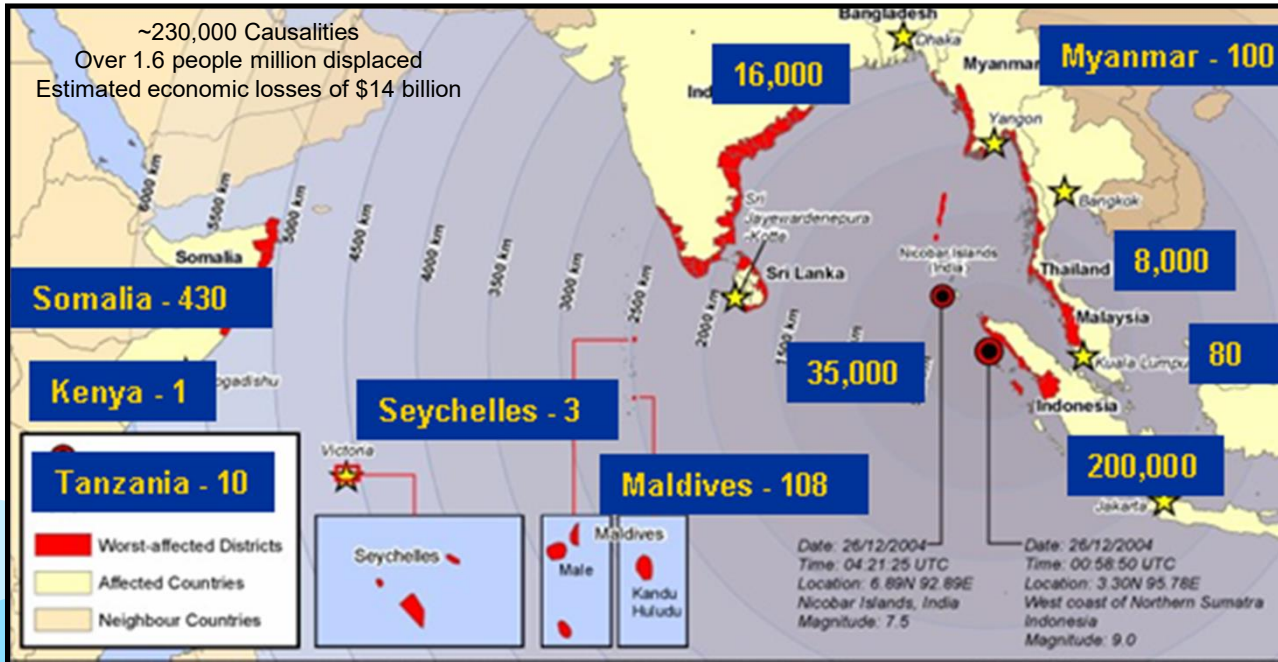 ~230,000 Causalities
Over 1.6 people million displaced
Estimated economic losses of $14 billion
Bangladesh
Dhaka
16,000
Myanmar
Myanmar - 100
Yangon
Bangkok
6000 km
5500 km
5000 km
4500 km
4000 km
3500 km
3000 km
2500 km
2000 km
1500 km
km
Sri
Jayewardenepura
-Kotte
Sri Lanka
Nicobar Islands
(India)
Somalia
Somalia - 430
Thailand
8,000
Malaysia
Kuala
80
35,000
Kenya - 1
Seychelles - 3
Indonesia
Victoria
Tanzania - 10
Maldives - 108
200,000
Jakarta
Worst-affected Districts
Affected Countries
Neighbour Countries
Seychelles
Maldives
Male
Kandu
Huludu
Date: 26/12/2004
Time: 04:21:25 UTC
Location: 6.89N 92.89E
Nicobar Islands, India
Magnitude: 7.5
Date: 26/12/2004
Time: 00:58:50 UTC
Location: 3.30N 95.78E
West coast of Northern Sumatra
Indonesia
Magnitude: 9.0